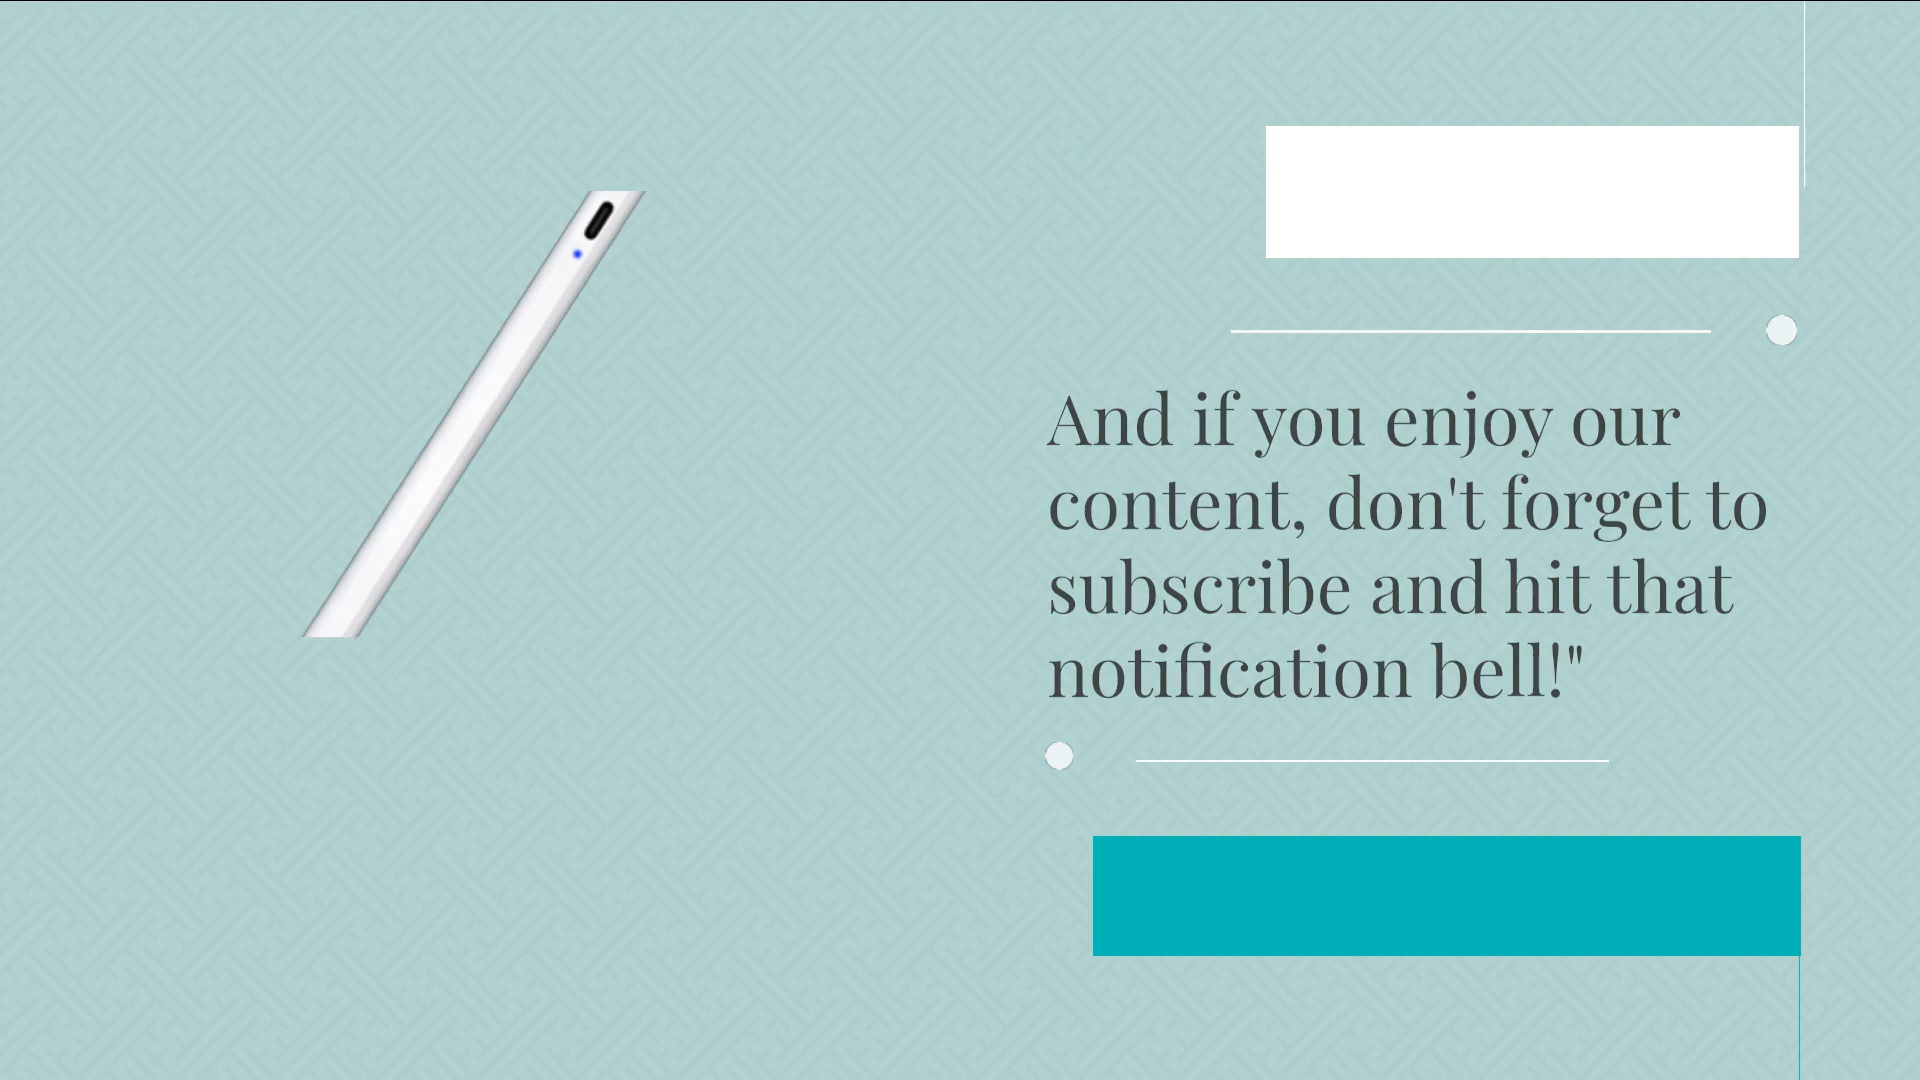 And if you enjoy our
content, don't forget to
subscribe and hit that
notification bell!"